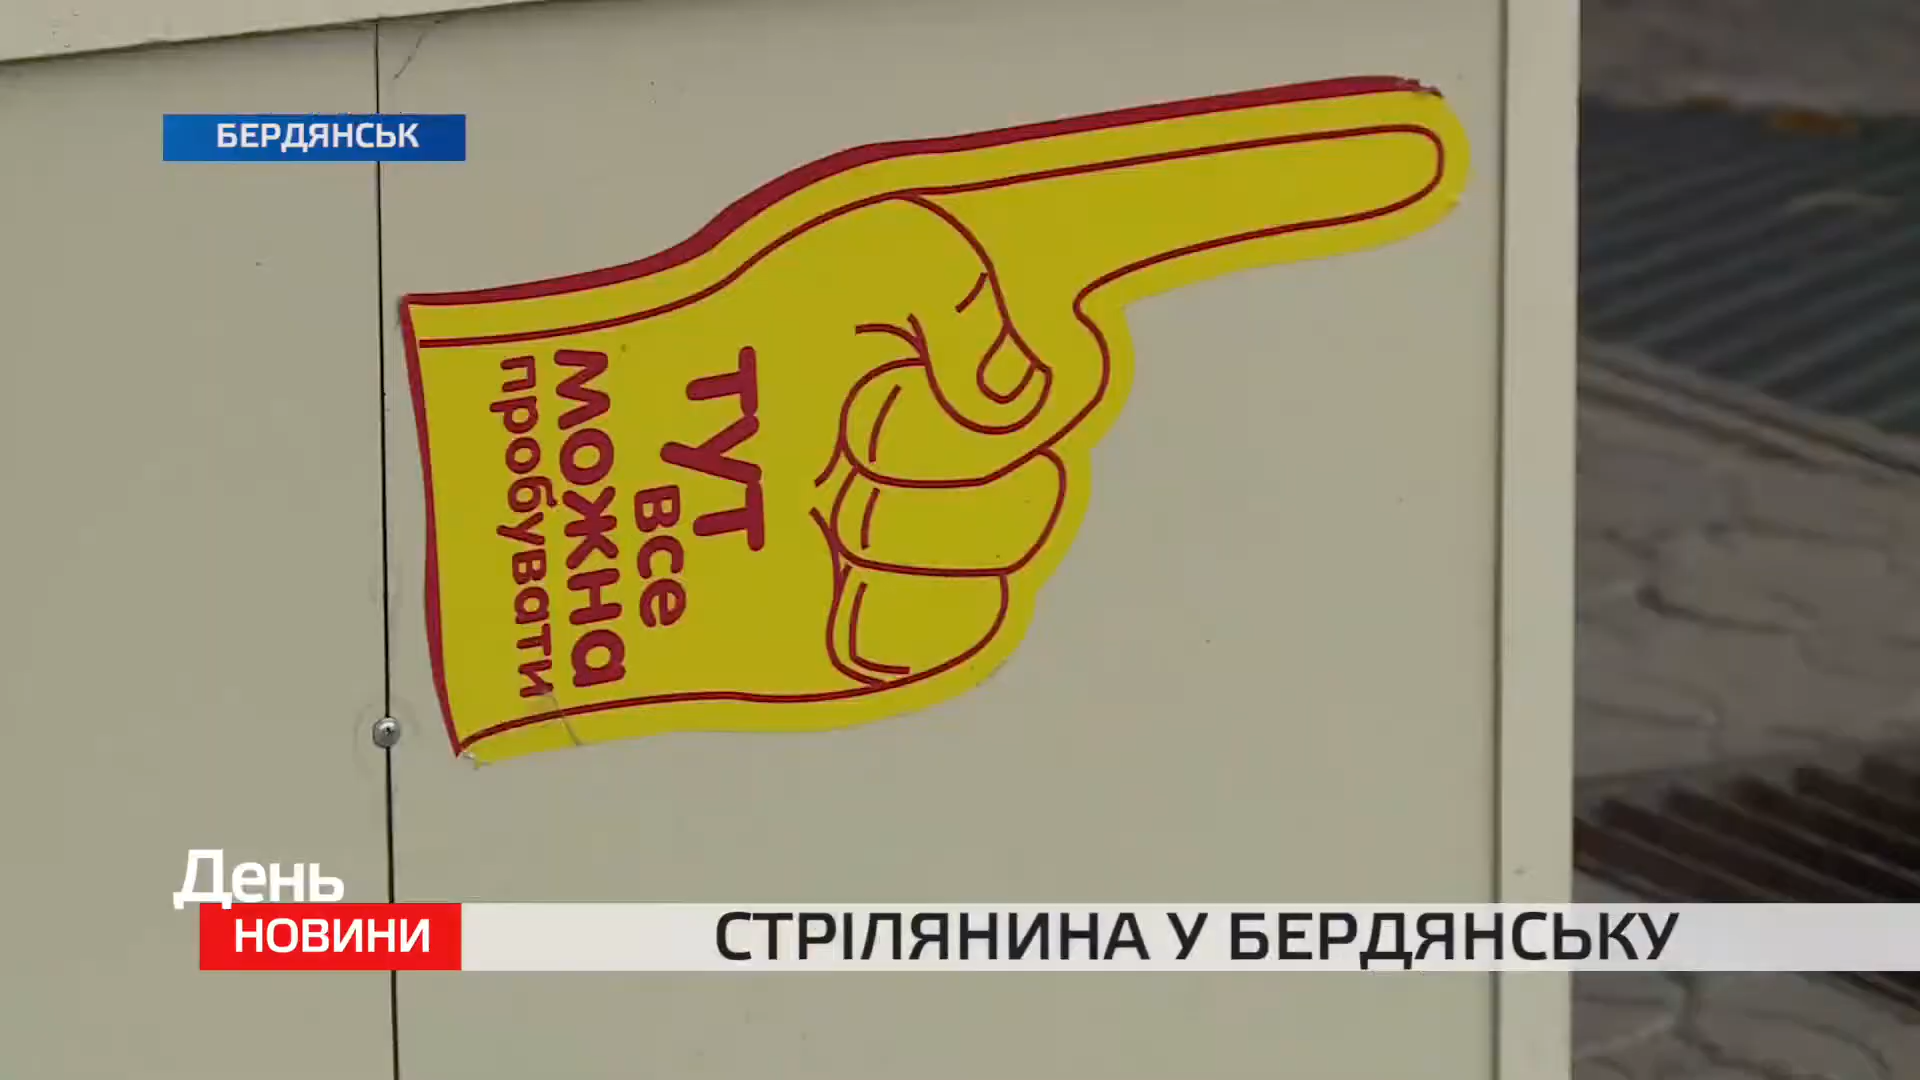 БЕРДЯНСЬК
ТУТ
все
можна
пробувати
День
НОВИНИ
СТРІЛЯНИНА У БЕРДЯНСЬКУ